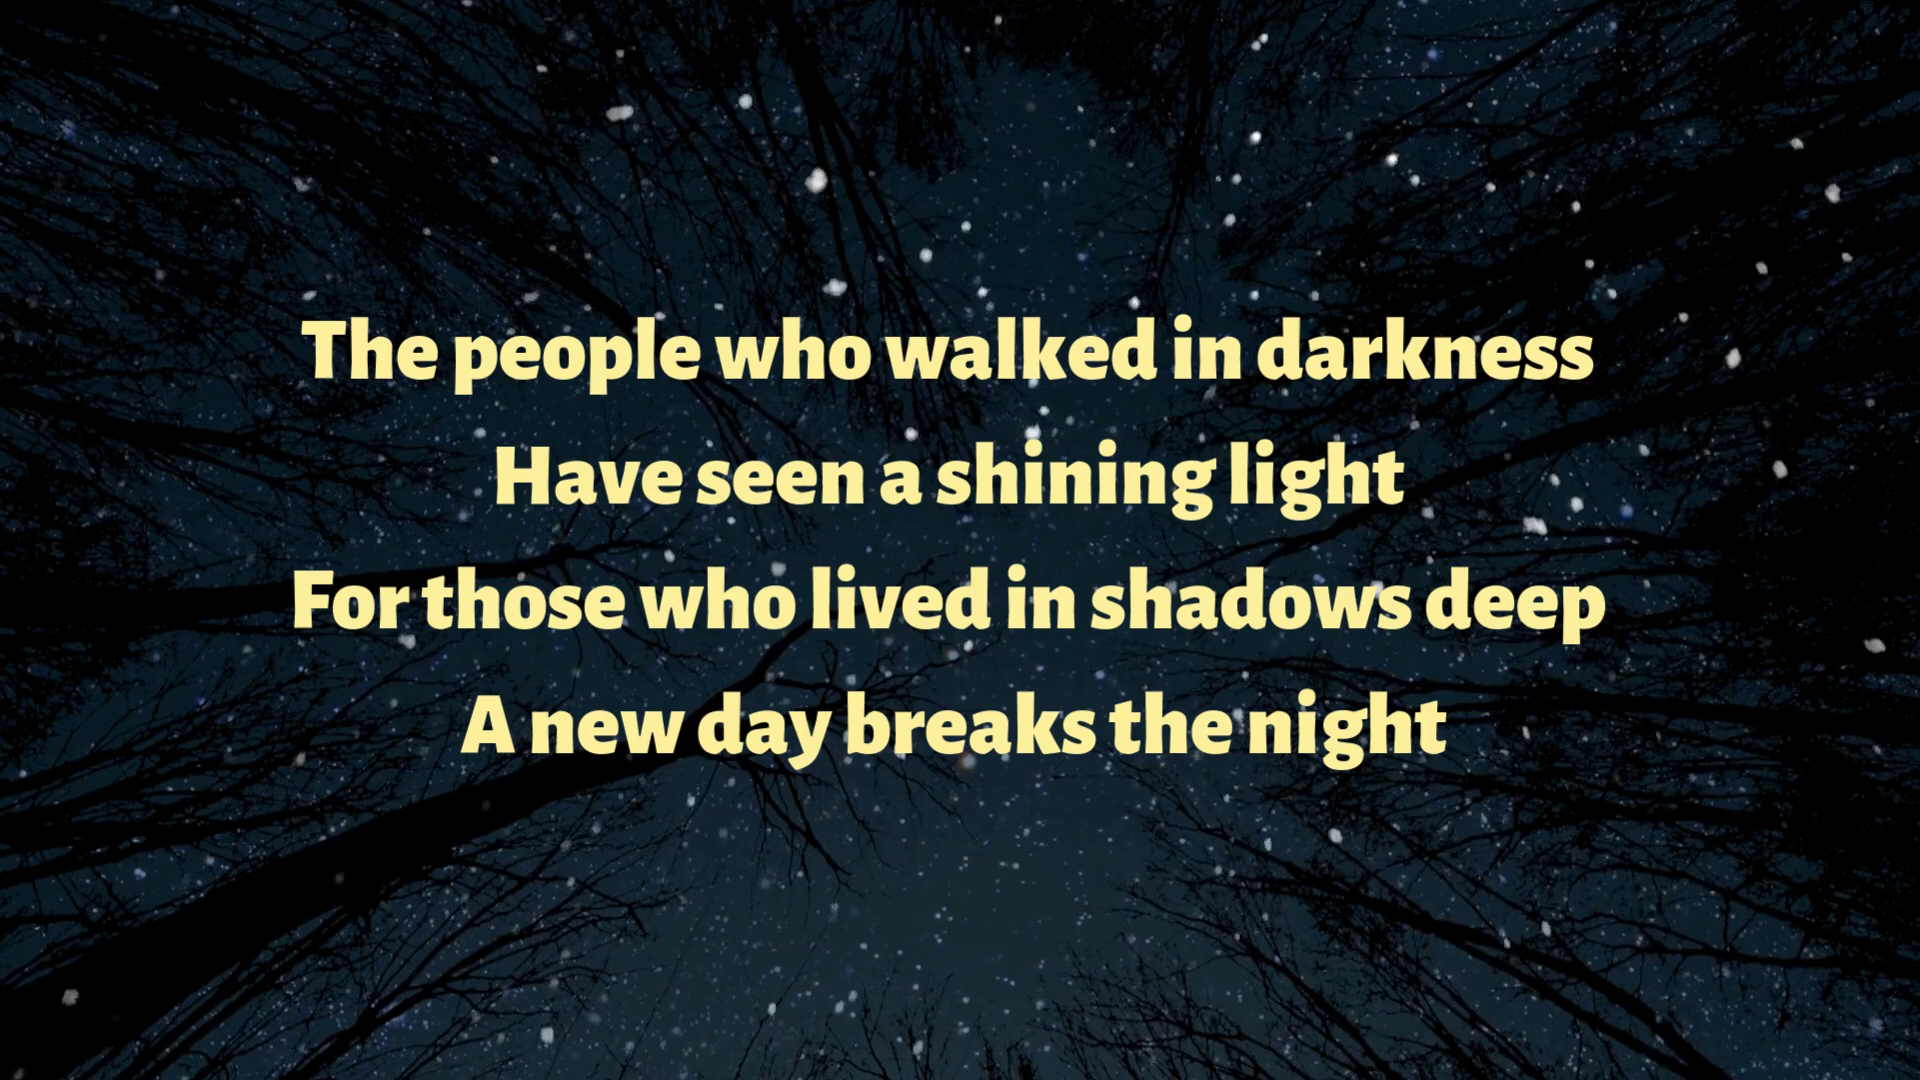 The people who walked in darkness
Have seen a shining light
For those who lived in shadows deep
A new day breaks the night